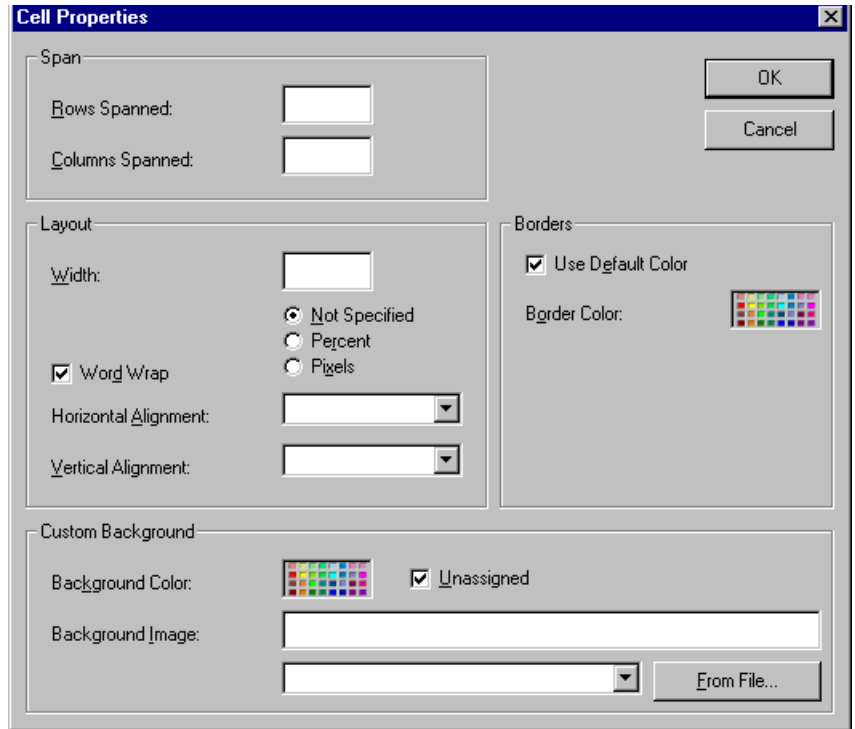 Cell Properties
Span
Rows Spanned:
Columns Spanned:
OK
Cancel
Layout
Width:
Not Specified
Percent
Pixels
Word Wrap
Horizontal Alignment:
Vertical Alignment:
Borders
Use Default Color
Border Color:
Custom Background
Background Color:
Unassigned
Background Image:
From File...